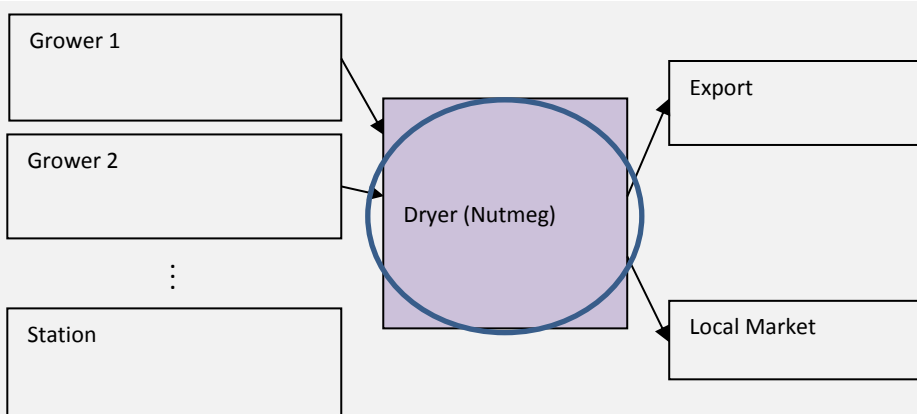 Grower 1
Grower 2
⋮
Station
Dryer (Nutmeg)
Export
Local Market